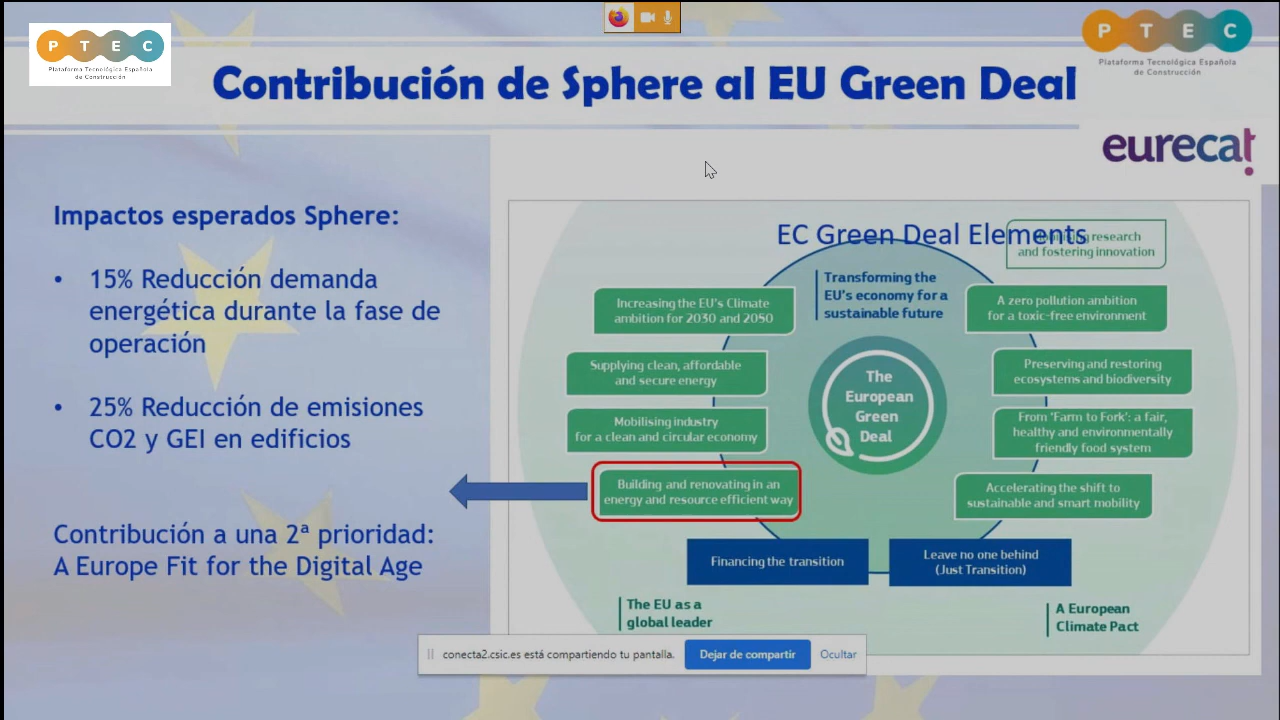 P T E C
Plataforma Tecnológica Española
de Construcción
P T E C
Plataforma Tecnológica Española
de Construcción
Contribución de Sphere al EU Green Deal
eurecat
Impactos esperados Sphere:
• 15% Reducción demanda
energética durante la fase de
operación
• 25% Reducción de emisiones
CO2 y GEI en edificios
Contribución a una 2ª prioridad:
A Europe Fit for the Digital Age
EC Green Deal Elements
research
and fostering innovation
Transforming the
EU's economy for a
sustainable future
Increasing the EU's Climate
ambition for 2030 and 2050
Supplying clean, affordable
and secure energy
Mobilising industry
for a clean and circular economy
Building and renovating in an
energy and resource efficient way
The
European
Green
Deal
A zero pollution ambition
for a toxic-free environment
Preserving and restoring
ecosystems and biodiversity
From 'Farm to Fork': a fair,
healthy and environmentally
friendly food system
Accelerating the shift to
sustainable and smart mobility
Financing the transition
Leave no one behind
(Just Transition)
The EU as a
global leader
A European
Climate Pact
conecta2.csic.es está compartiendo tu pantalla.
Dejar de compartir
Ocultar